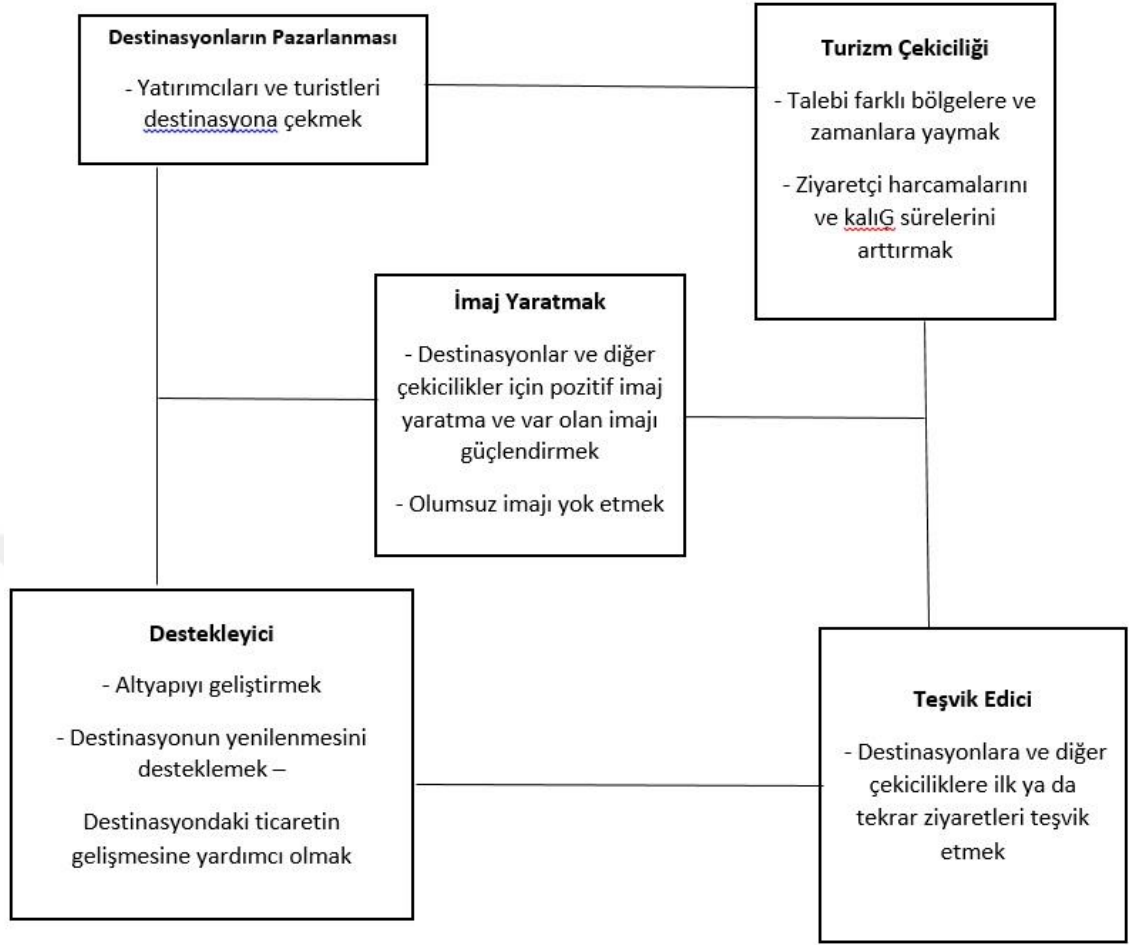 Destinasyonların Pazarlanması
- Yatırımcıları ve turistleri
destinasyona çekmek
Turizm Çekiciliği
- Talebi farklı bölgelere ve
zamanlara yaymak
- Ziyaretçi harcamalarını
ve kalıG sürelerini
arttırmak
İmaj Yaratmak
- Destinasyonlar ve diğer
çekicilikler için pozitif imaj
yaratma ve var olan imajı
güçlendirmek
- Olumsuz imajı yok etmek
Destekleyici
- Altyapıyı geliştirmek
- Destinasyonun yenilenmesini
desteklemek –
Destinasyondaki ticaretin
gelişmesine yardımcı olmak
Teşvik Edici
- Destinasyonlara ve diğer
çekiciliklere ilk ya da
tekrar ziyaretleri teşvik
etmek